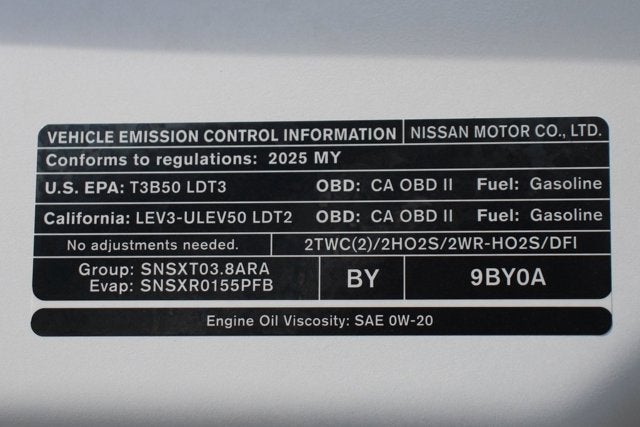 VEHICLE EMISSION CONTROL INFORMATION NISSAN MOTOR CO., LTD.
Conforms to regulations: 2025 MY
U.S. EPA: T3B50 LDT3 OBD: CA OBD II Fuel: Gasoline
California: LEV3-ULEV50 LDT2 OBD: CA OBD II Fuel: Gasoline
No adjustments needed. 2TWC(2)/2HO2S/2WR-HO2S/DFI
Group: SNSXT03.8ARA
Evap: SNSXR0155PFB
BY 9BY0A
Engine Oil Viscosity: SAE 0W-20